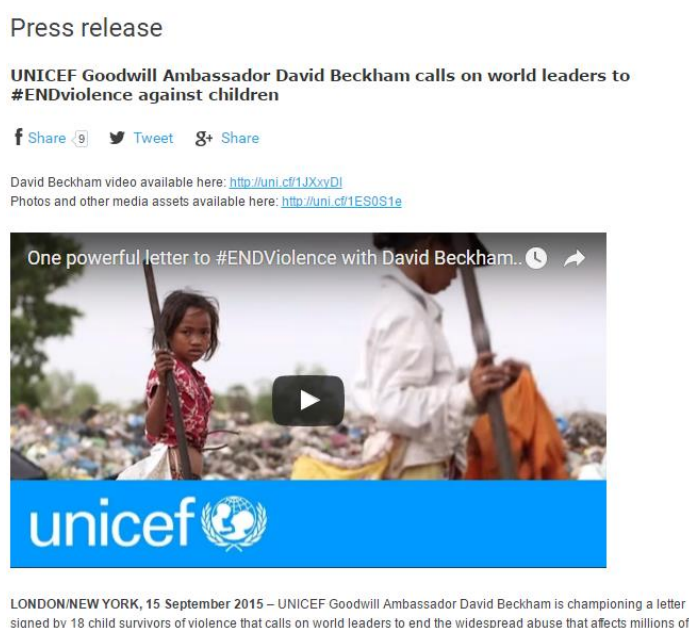 Press release
UNICEF Goodwill Ambassador David Beckham calls on world leaders to
#ENDviolence against children
f Share 9 Tweet g+ Share
David Beckham video available here: http://uni.cf/1JXxyDl
Photos and other media assets available here: http://uni.cf/1ES0S1e
One powerful letter to #ENDViolence with David Beckham..
unicef
LONDON/NEW YORK, 15 September 2015 – UNICEF Goodwill Ambassador David Beckham is championing a letter
signed by 18 child survivors of violence that calls on world leaders to end the widespread abuse that affects millions of